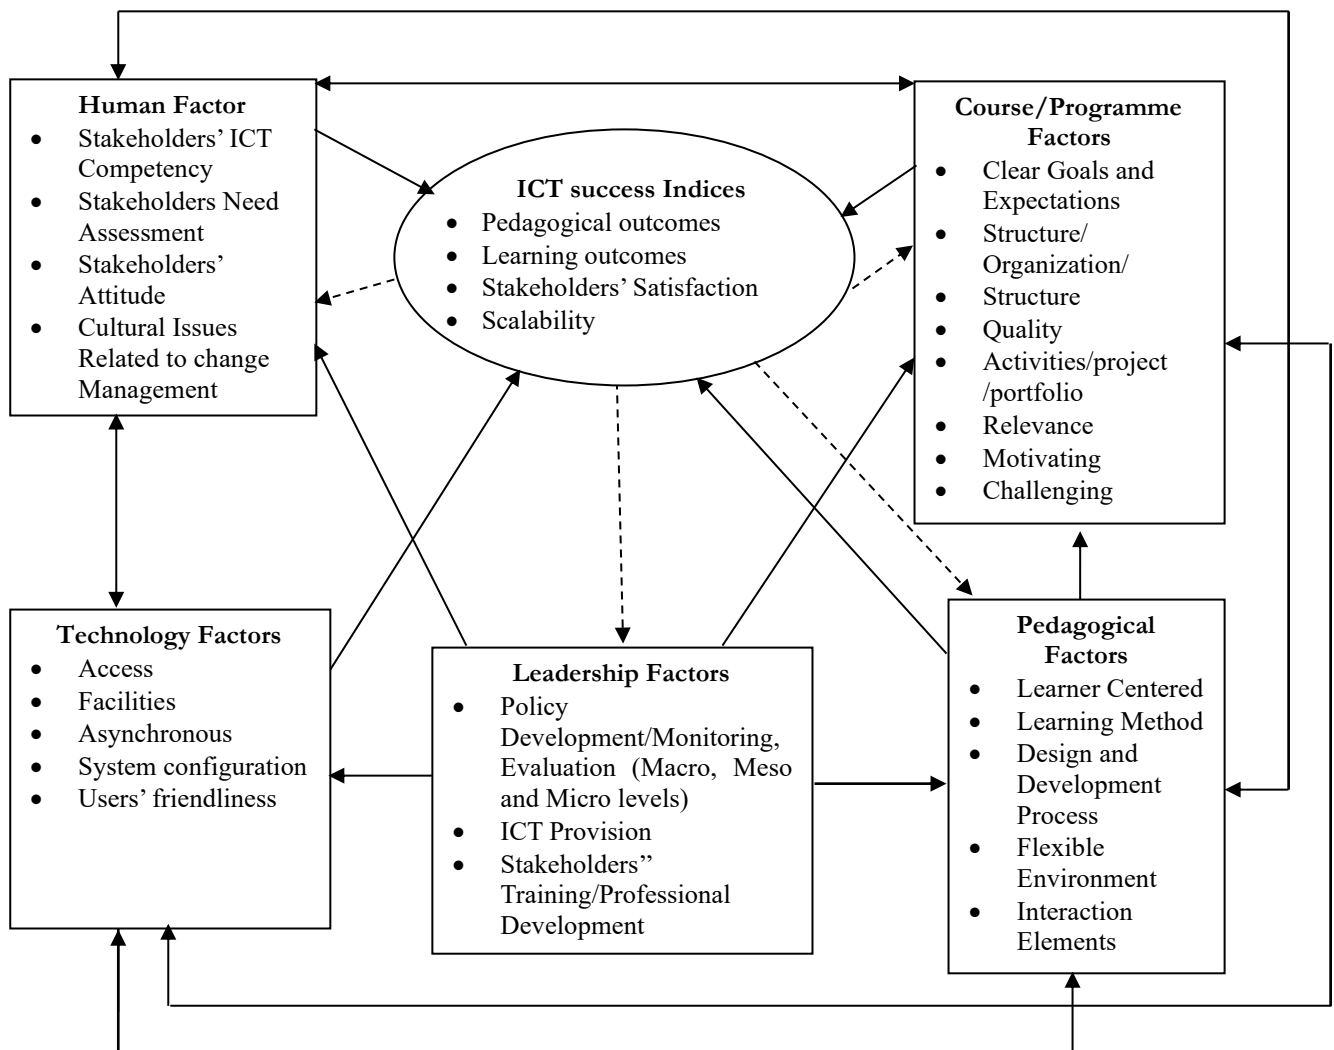 Human Factor
• Stakeholders’ ICT
Competency
• Stakeholders Need
Assessment
• Stakeholders’
Attitude
• Cultural Issues
Related to change
Management
ICT success Indices
• Pedagogical outcomes
• Learning outcomes
• Stakeholders’ Satisfaction
• Scalability
Course/Programme
Factors
• Clear Goals and
Expectations
• Structure/
Organization/
• Structure
• Quality
• Activities/project
/portfolio
• Relevance
• Motivating
• Challenging
Technology Factors
• Access
• Facilities
• Asynchronous
• System configuration
• Users’ friendliness
Leadership Factors
• Policy
Development/Monitoring,
Evaluation (Macro, Meso
and Micro levels)
• ICT Provision
• Stakeholders’’
Training/Professional
Development
Pedagogical
Factors
• Learner Centered
• Learning Method
• Design and
Development
Process
• Flexible
Environment
• Interaction
Elements